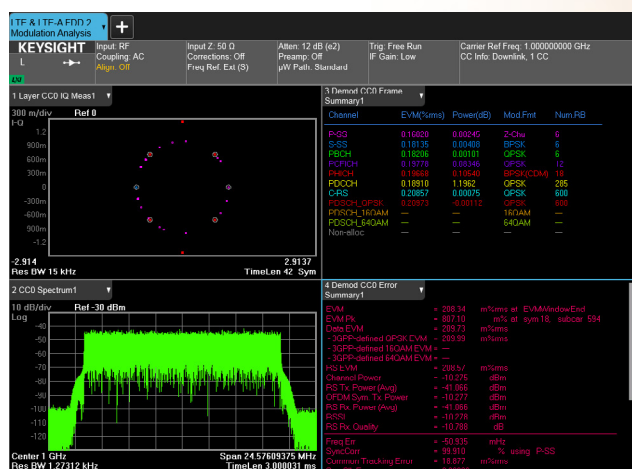 LTE & LTE-A FDD 2
Modulation Analysis
+
KEYSIGHT
L
Input: RF
Coupling: AC
Align: Off
Input Z: 50 Ω
Corrections: Off
Freq Ref: Ext (S)
Atten: 12 dB (e2)
Preamp: Off
µW Path: Standard
Trig: Free Run
IF Gain: Low
Carrier Ref Freq: 1.000000000 GHz
CC Info: Downlink, 1 CC
1 Layer CC0 IQ Meas1
300 m/div Ref 0
I-Q
1.2
900m
600m
300m
0
-300m
-600m
-900m
-1.2
-2.914 2.9137
Res BW 15 kHz TimeLen 42 Sym
3 Demod CC0 Frame
Summary1
Channel EVM(%rms) Power(dB) Mod.Fmt Num.RB
P-SS 0.16020 0.00245 Z-Chu 6
S-SS 0.18135 0.00408 BPSK 6
PBCH 0.18206 0.00101 QPSK 6
PCFICH 0.19770 0.09346 QPSK 12
PHICH 0.18668 0.10540 BPSK(CDM) 18
PDCCH 0.18910 1.1962 QPSK 285
C-RS 0.20857 0.00075 QPSK 600
PDSCH_QPSK 0.20973 -0.00112 QPSK 600
PDSCH_16QAM — — 16QAM —
PDSCH_64QAM — — 64QAM —
Non-alloc — —
2 CC0 Spectrum1
10 dB/div Ref -30 dBm
Log
-40
-50
-60
-70
-80
-90
-100
-110
-120
Center 1 GHz Span 24.57609375 MHz
Res BW 1.27312 kHz TimeLen 3.000031 ms
4 Demod CC0 Error
Summary1
EVM = 208.34 m%rms at EVMWindowEnd
EVM Pk = 807.10 m% at sym 18, subcar 594
Data EVM = 209.73 m%rms
- 3GPP-defined QPSK EVM = 209.99 m%rms
- 3GPP-defined 16QAM EVM = —
- 3GPP-defined 64QAM EVM = —
RS EVM = 208.57 m%rms
Channel Power = -10.275 dBm
RS Tx. Power (Avg) = -41.066 dBm
OFDM Sym. Tx. Power = -10.277 dBm
RS Rx. Power (Avg) = -41.066 dBm
RSSI = -10.278 dBm
RS Rx. Quality = -10.788 dB
Freq Err = -50.935 mHz
SyncCorr = 99.910 % using P-SS
Common Tracking Error = 18.877 m%rms